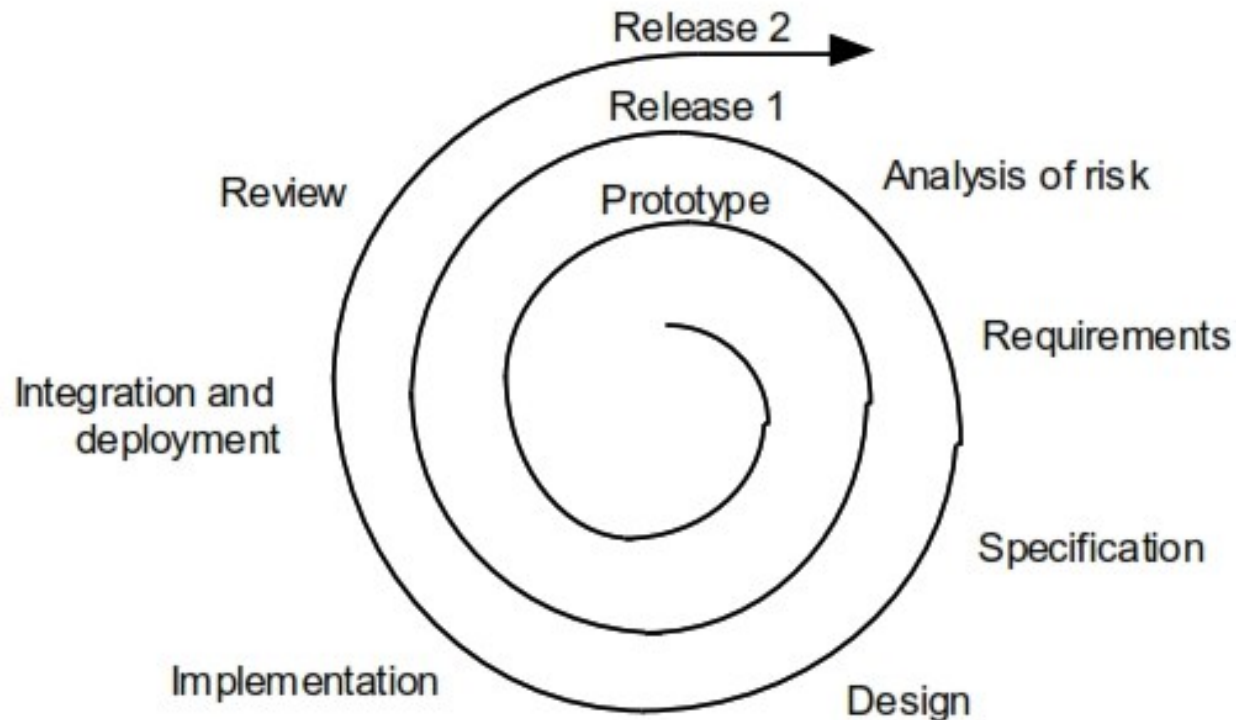 Release 2
Release 1
Prototype
Analysis of risk
Requirements
Specification
Design
Implementation
Integration and
deployment
Review